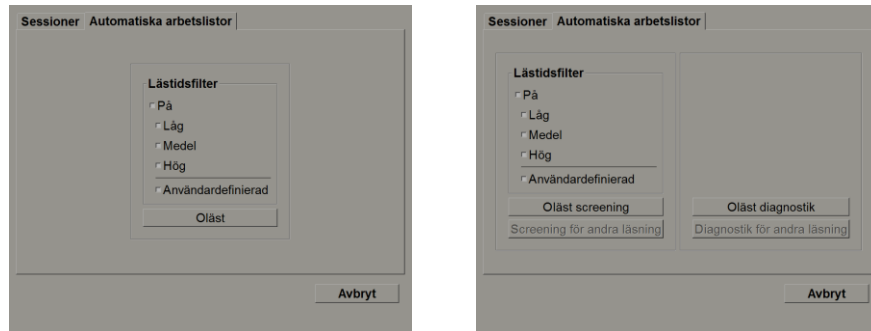 Sessioner Automatiska arbetslistor
Lästidsfilter
På
Låg
Medel
Hög
Användardefinierad
Oläst
Avbryt
Sessioner Automatiska arbetslistor
Lästidsfilter
På
Låg
Medel
Hög
Användardefinierad
Oläst screening
Screening för andra läsning
Oläst diagnostik
Diagnostik för andra läsning
Avbryt